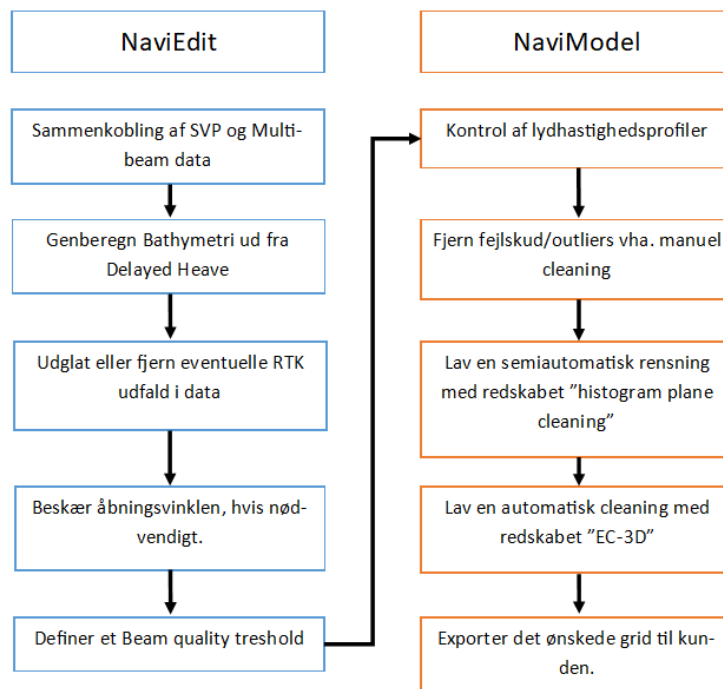 NaviEdit
Sammenkobling af SVP og Multi-
beam data
Genberegn Bathymetri ud fra
Delayed Heave
Udglat eller fjern eventuelle RTK
udfald i data
Beskær åbningsvinklen, hvis nød-
vendigt.
Definer et Beam quality treshold
NaviModel
Kontrol af lydhastighedsprofiler
Fjern fejlskud/outliers vha. manuel
cleaning
Lav en semiautomatisk rensning
med redskabet ”histogram plane
cleaning”
Lav en automatisk cleaning med
redskabet ”EC-3D”
Exporter det ønskede grid til kun-
den.